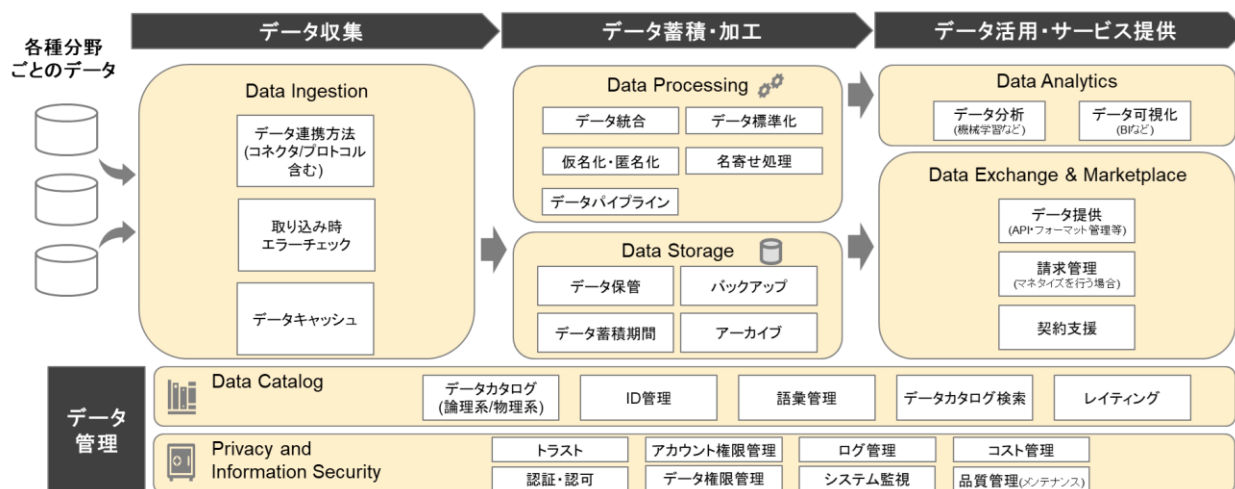 データ収集
データ蓄積・加工
データ活用・サービス提供
各種分野
ごとのデータ
Data Ingestion
データ連携方法
(コネクタ/プロトコル
含む)
取り込み時
エラーチェック
データキャッシュ
Data Processing
データ統合
データ標準化
仮名化・匿名化
名寄せ処理
データパイプライン
Data Storage
データ保管
バックアップ
データ蓄積期間
アーカイブ
Data Analytics
データ分析
(機械学習など)
データ可視化
(BIなど)
Data Exchange & Marketplace
データ提供
(API・フォーマット管理等)
請求管理
(マネタイズを行う場合)
契約支援
データ
管理
Data Catalog
データカタログ
(論理系/物理系)
ID管理
語彙管理
データカタログ検索
レイティング
Privacy and
Information Security
トラスト
アカウント権限管理
ログ管理
コスト管理
認証・認可
データ権限管理
システム監視
品質管理(メンテナンス)